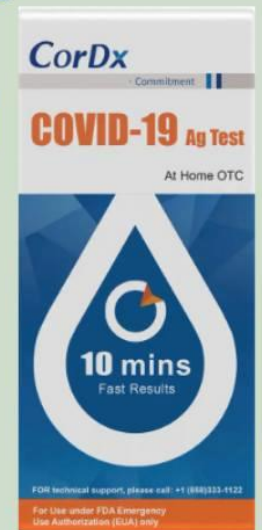 CorDx
· Commitment
COVID-19 Ag Test
At Home OTC
10 mins
Fast Results
FOR technical support, please call: +1 (858)333-1122
For Use under FDA Emergency
Use Authorization (EUA) only